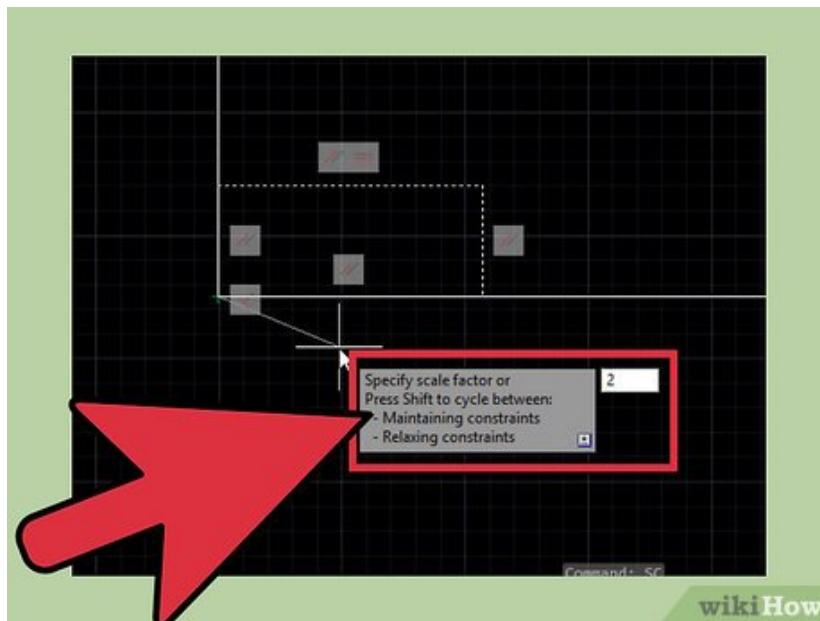 Specify scale factor or
2
Press Shift to cycle between:
- Maintaining constraints
- Relaxing constraints
Command: SC
wikiHow